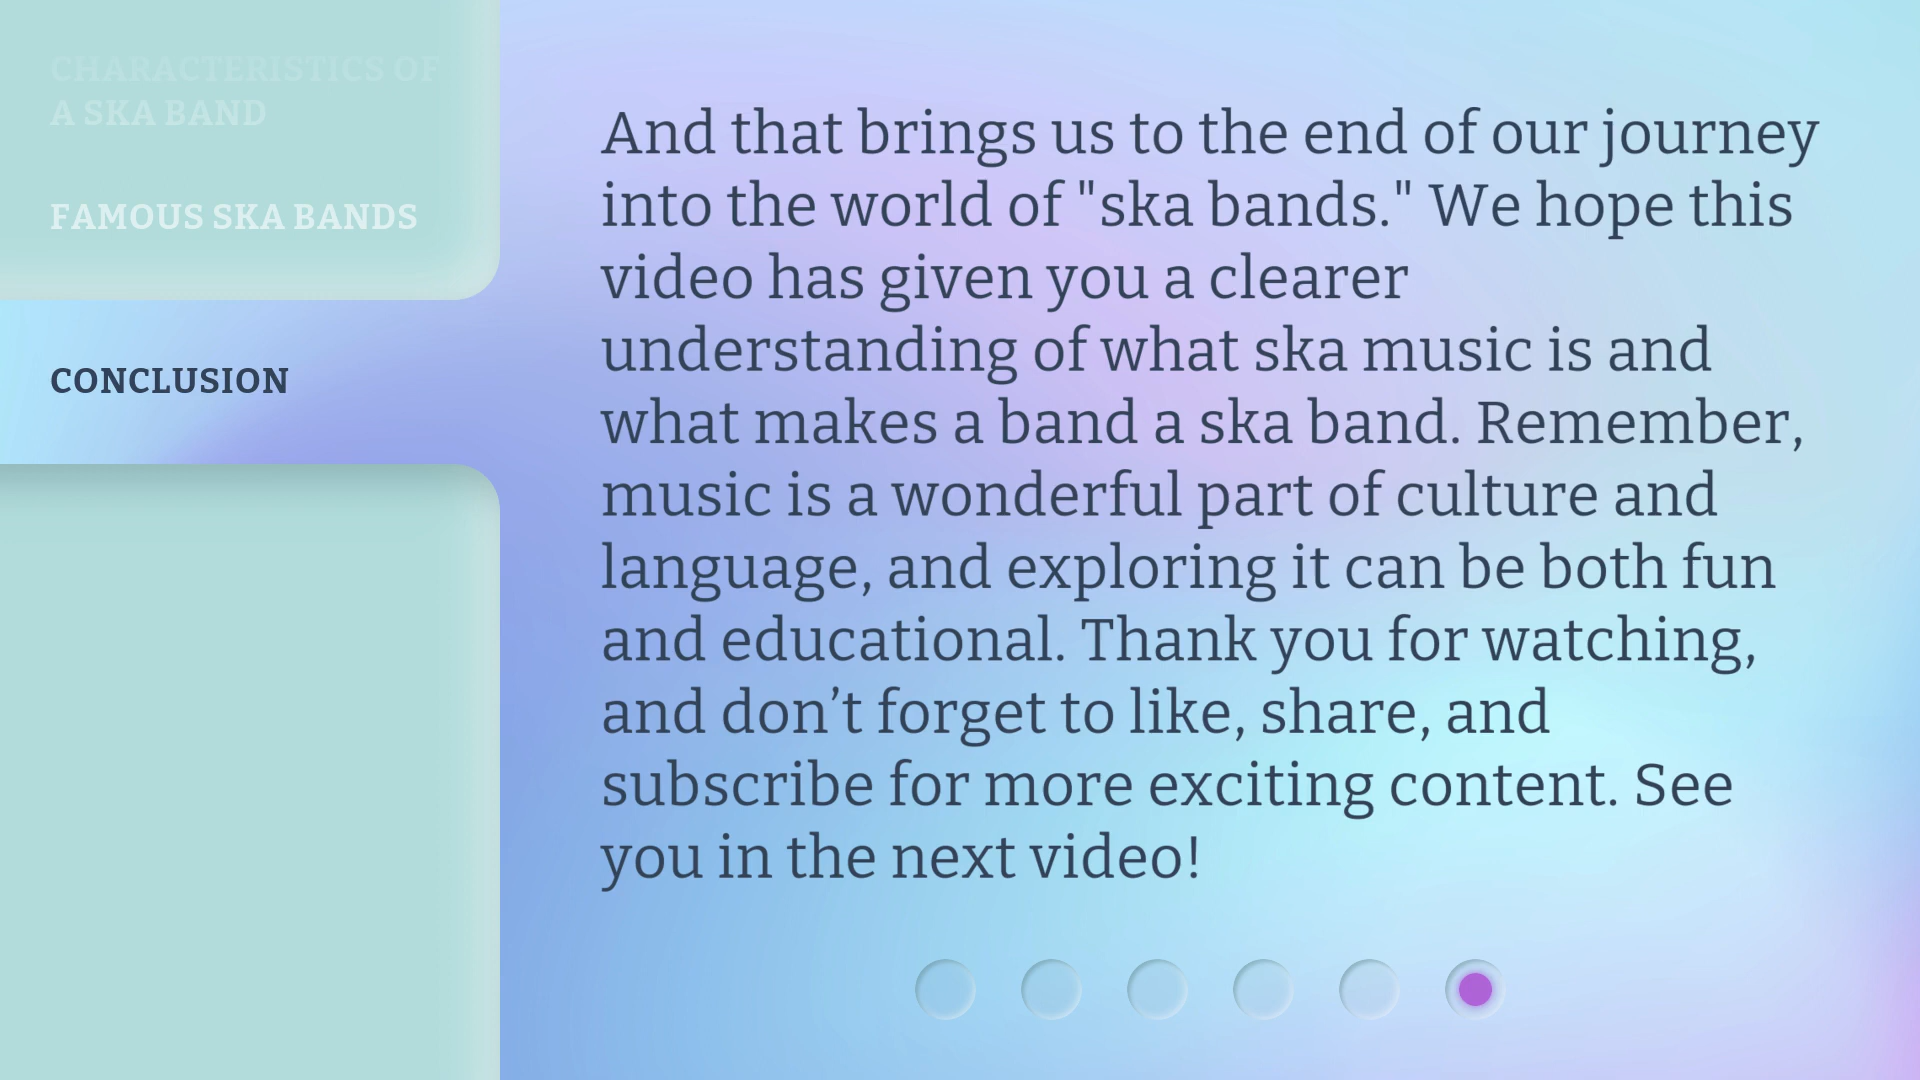 CHARACTERISTICS OF
A SKA BAND
FAMOUS SKA BANDS
CONCLUSION
And that brings us to the end of our journey
into the world of "ska bands." We hope this
video has given you a clearer
understanding of what ska music is and
what makes a band a ska band. Remember,
music is a wonderful part of culture and
language, and exploring it can be both fun
and educational. Thank you for watching,
and don’t forget to like, share, and
subscribe for more exciting content. See
you in the next video!